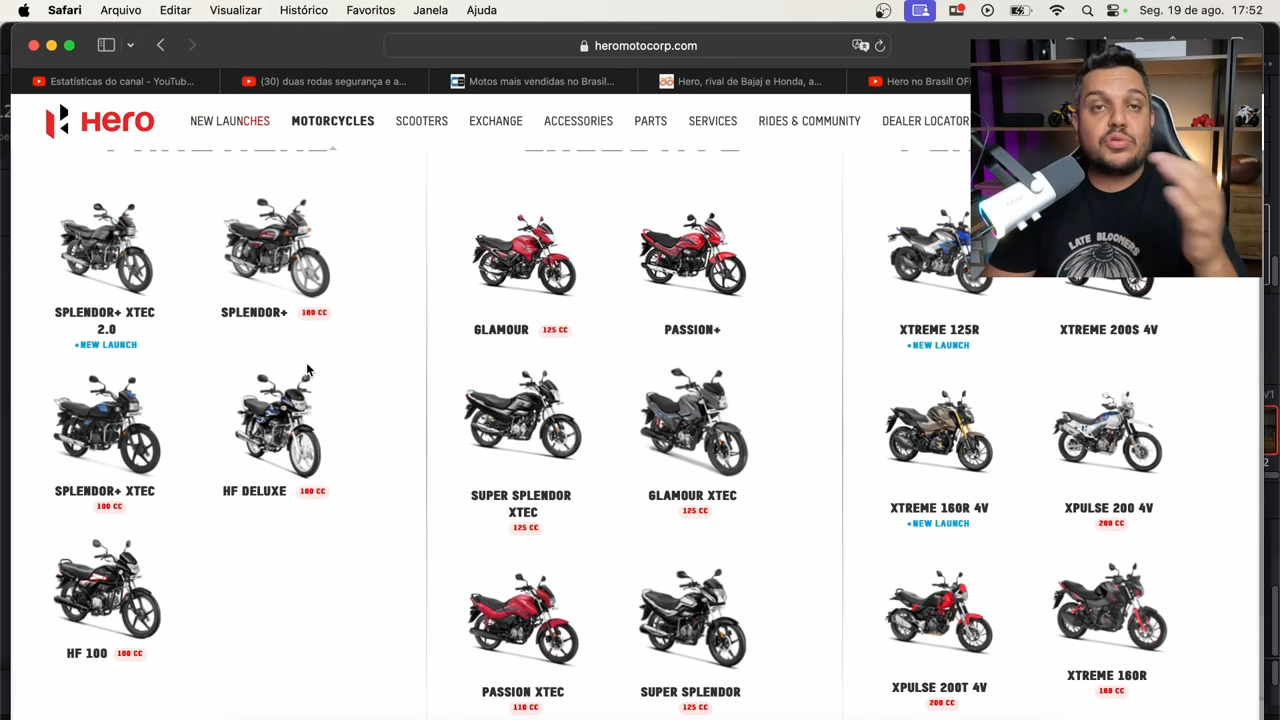 Safari Arquivo Editar Visualizar Histórico Favoritos Janela Ajuda Seg. 19 de ago. 17:52
heromotocorp.com
Estatísticas do canal - YouTub... (30) duas rodas segurança e a... Motos mais vendidas no Brasil... Hero, rival de Bajaj e Honda, a... Hero no Brasil! OFI
Hero NEW LAUNCHES MOTORCYCLES SCOOTERS EXCHANGE ACCESSORIES PARTS SERVICES RIDES & COMMUNITY DEALER LOCATOR
LATE BLOOMERS
SPLENDOR+ XTEC
2.0
•NEW LAUNCH
SPLENDOR+ 100 CC
GLAMOUR 125 CC
PASSION+
XTREME 125R
•NEW LAUNCH
XTREME 200S 4V
SPLENDOR+ XTEC
100 CC
HF DELUXE 100 CC
SUPER SPLENDOR
XTEC
125 CC
GLAMOUR XTEC
125 CC
XTREME 160R 4V
•NEW LAUNCH
XPULSE 200 4V
200 CC
HF 100 100 CC
PASSION XTEC
110 CC
SUPER SPLENDOR
125 CC
XPULSE 200T 4V
200 CC
XTREME 160R
160 CC